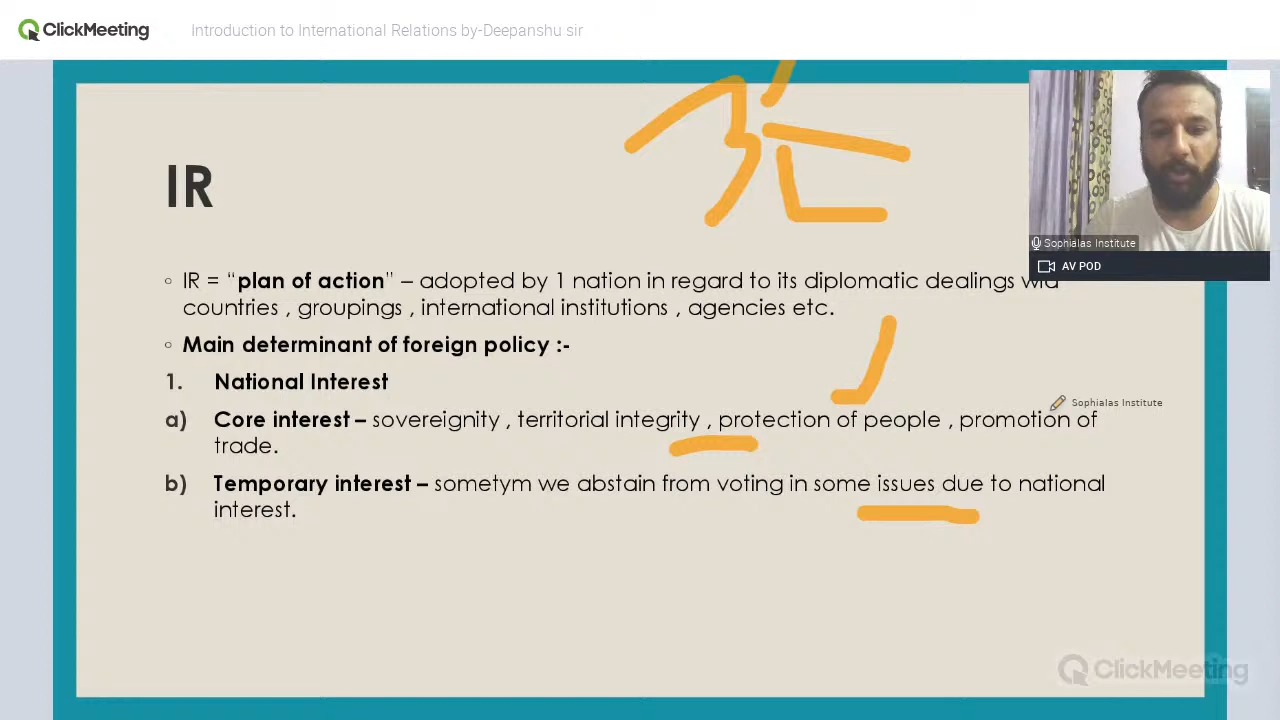 ClickMeeting
Introduction to International Relations by-Deepanshu sir
IR
Sophialas Institute
AV POD
◦ IR = “plan of action” – adopted by 1 nation in regard to its diplomatic dealings wid
countries , groupings , international institutions , agencies etc.
◦ Main determinant of foreign policy :-
1. National Interest
Sophialas Institute
a) Core interest – sovereignity , territorial integrity , protection of people , promotion of
trade.
b) Temporary interest – sometym we abstain from voting in some issues due to national
interest.
ClickMeeting